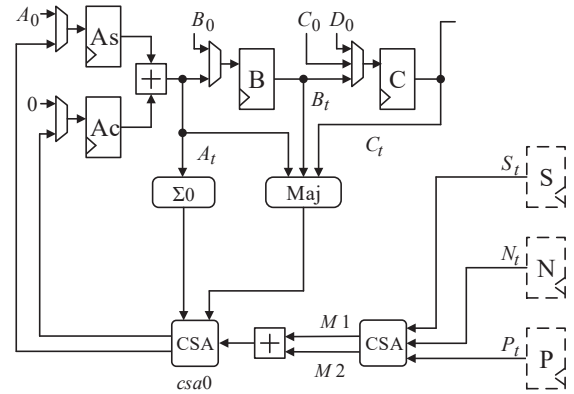 A0 As B0 C0 D0
+ B C
0 Ac Bt
At Ct
Σ0 Maj St S
Nt N
M1
CSA + CSA Pt P
csa0 M2